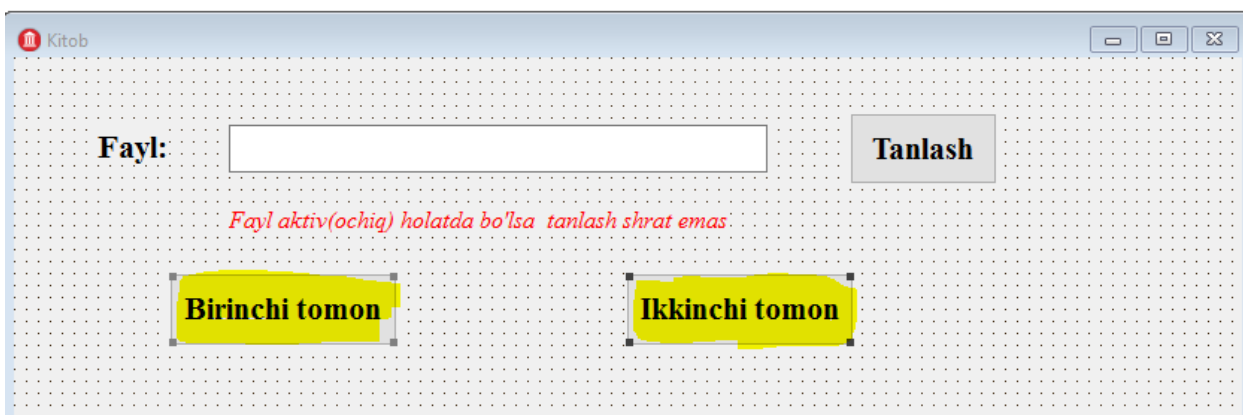 Kitob
Fayl:
Tanlash
Fayl aktiv(ochiq) holatda bo'lsa  tanlash shrat emas
Birinchi tomon
Ikkinchi tomon